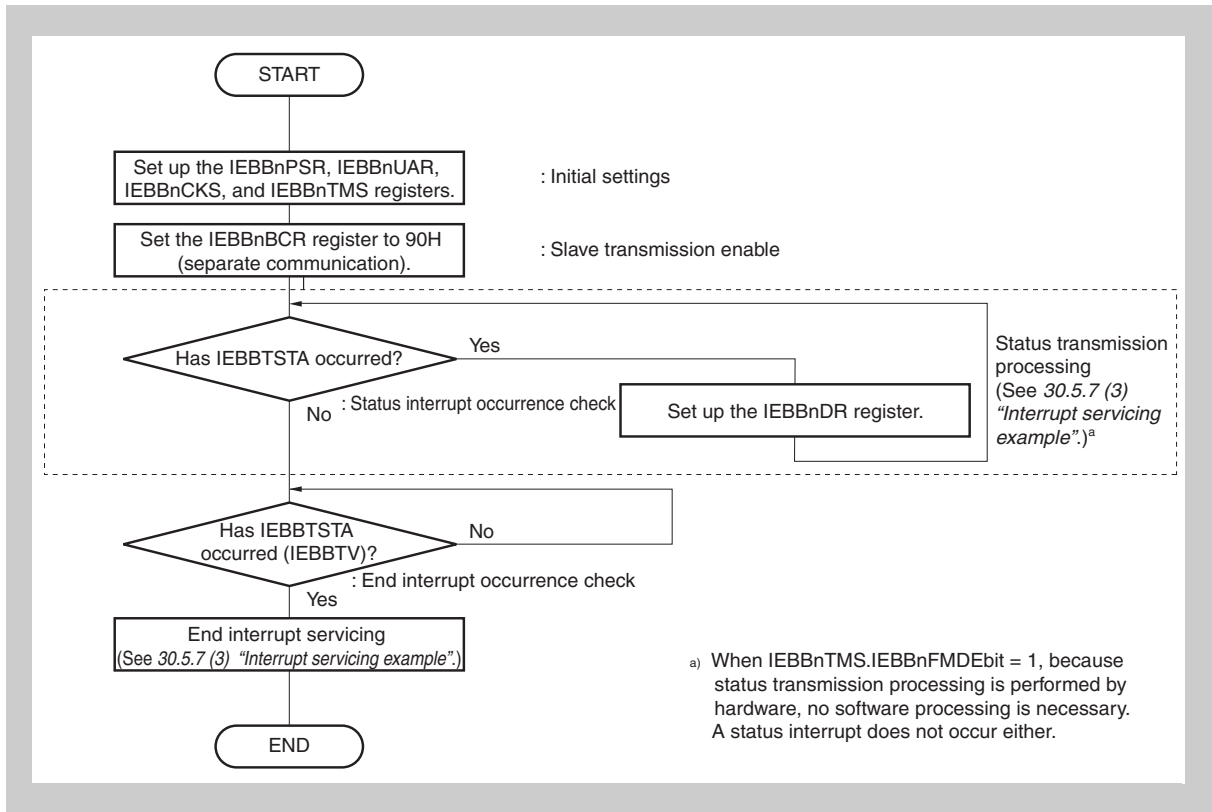 START
Set up the IEBBnPSR, IEBBnUAR,
IEBBnCKS, and IEBBnTMS registers.
: Initial settings
Set the IEBBnBCR register to 90H
(separate communication).
: Slave transmission enable
Has IEBBTSTA occurred?
Yes
No
: Status interrupt occurrence check
Set up the IEBBnDR register.
Status transmission
processing
(See 30.5.7 (3)
“Interrupt servicing
example”.)a
Has IEBBTSTA
occurred (IEBBTV)?
No
: End interrupt occurrence check
Yes
End interrupt servicing
(See 30.5.7 (3) “Interrupt servicing example”.)
END
a) When IEBBnTMS.IEBBnFMDEbit = 1, because
status transmission processing is performed by
hardware, no software processing is necessary.
A status interrupt does not occur either.